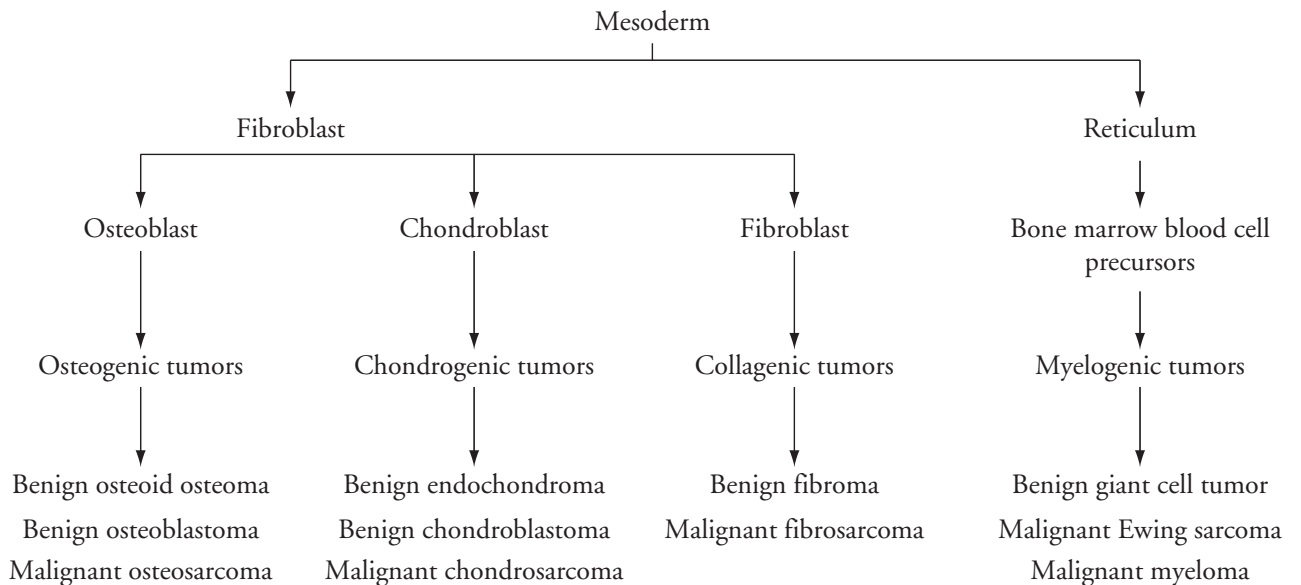 Mesoderm
Fibroblast
Reticulum
Osteoblast
Chondroblast
Fibroblast
Bone marrow blood cell
precursors
Osteogenic tumors
Chondrogenic tumors
Collagenic tumors
Myelogenic tumors
Benign osteoid osteoma
Benign endochondroma
Benign fibroma
Benign giant cell tumor
Benign osteoblastoma
Benign chondroblastoma
Malignant fibrosarcoma
Malignant Ewing sarcoma
Malignant osteosarcoma
Malignant chondrosarcoma
Malignant myeloma